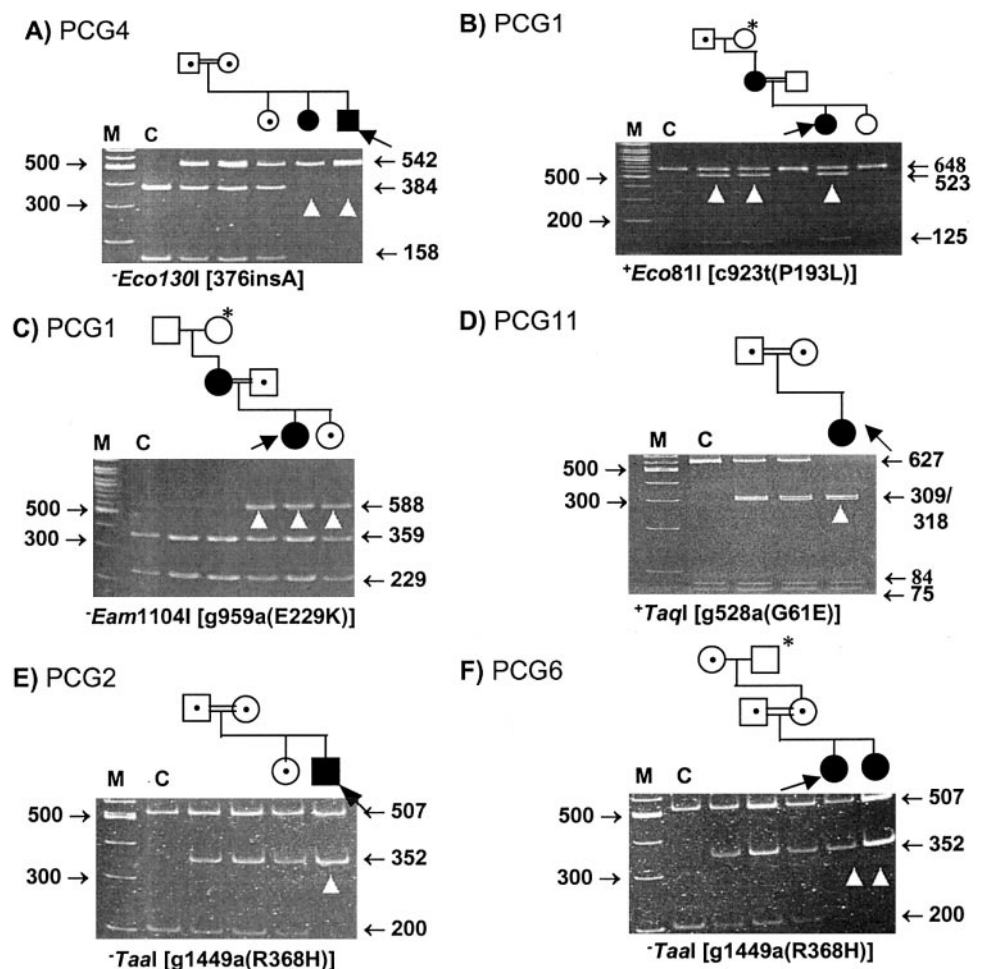 A) PCG4
M C
500 → ← 542
← 384
300 →
← 158
-Eco130I [376insA]
B) PCG1
*
M C
← 648
500 → ← 523
200 →
← 125
+Eco81I [c923t(P193L)]
C) PCG1
*
M C
500 → ← 588
300 → ← 359
← 229
-Eam1104I [g959a(E229K)]
D) PCG11
M C
← 627
500 →
300 → ← 309/
318
← 84
← 75
+TaqI [g528a(G61E)]
E) PCG2
M C
500 → ← 507
← 352
300 →
← 200
-TaaI [g1449a(R368H)]
F) PCG6
*
M C
500 → ← 507
← 352
300 →
← 200
-TaaI [g1449a(R368H)]